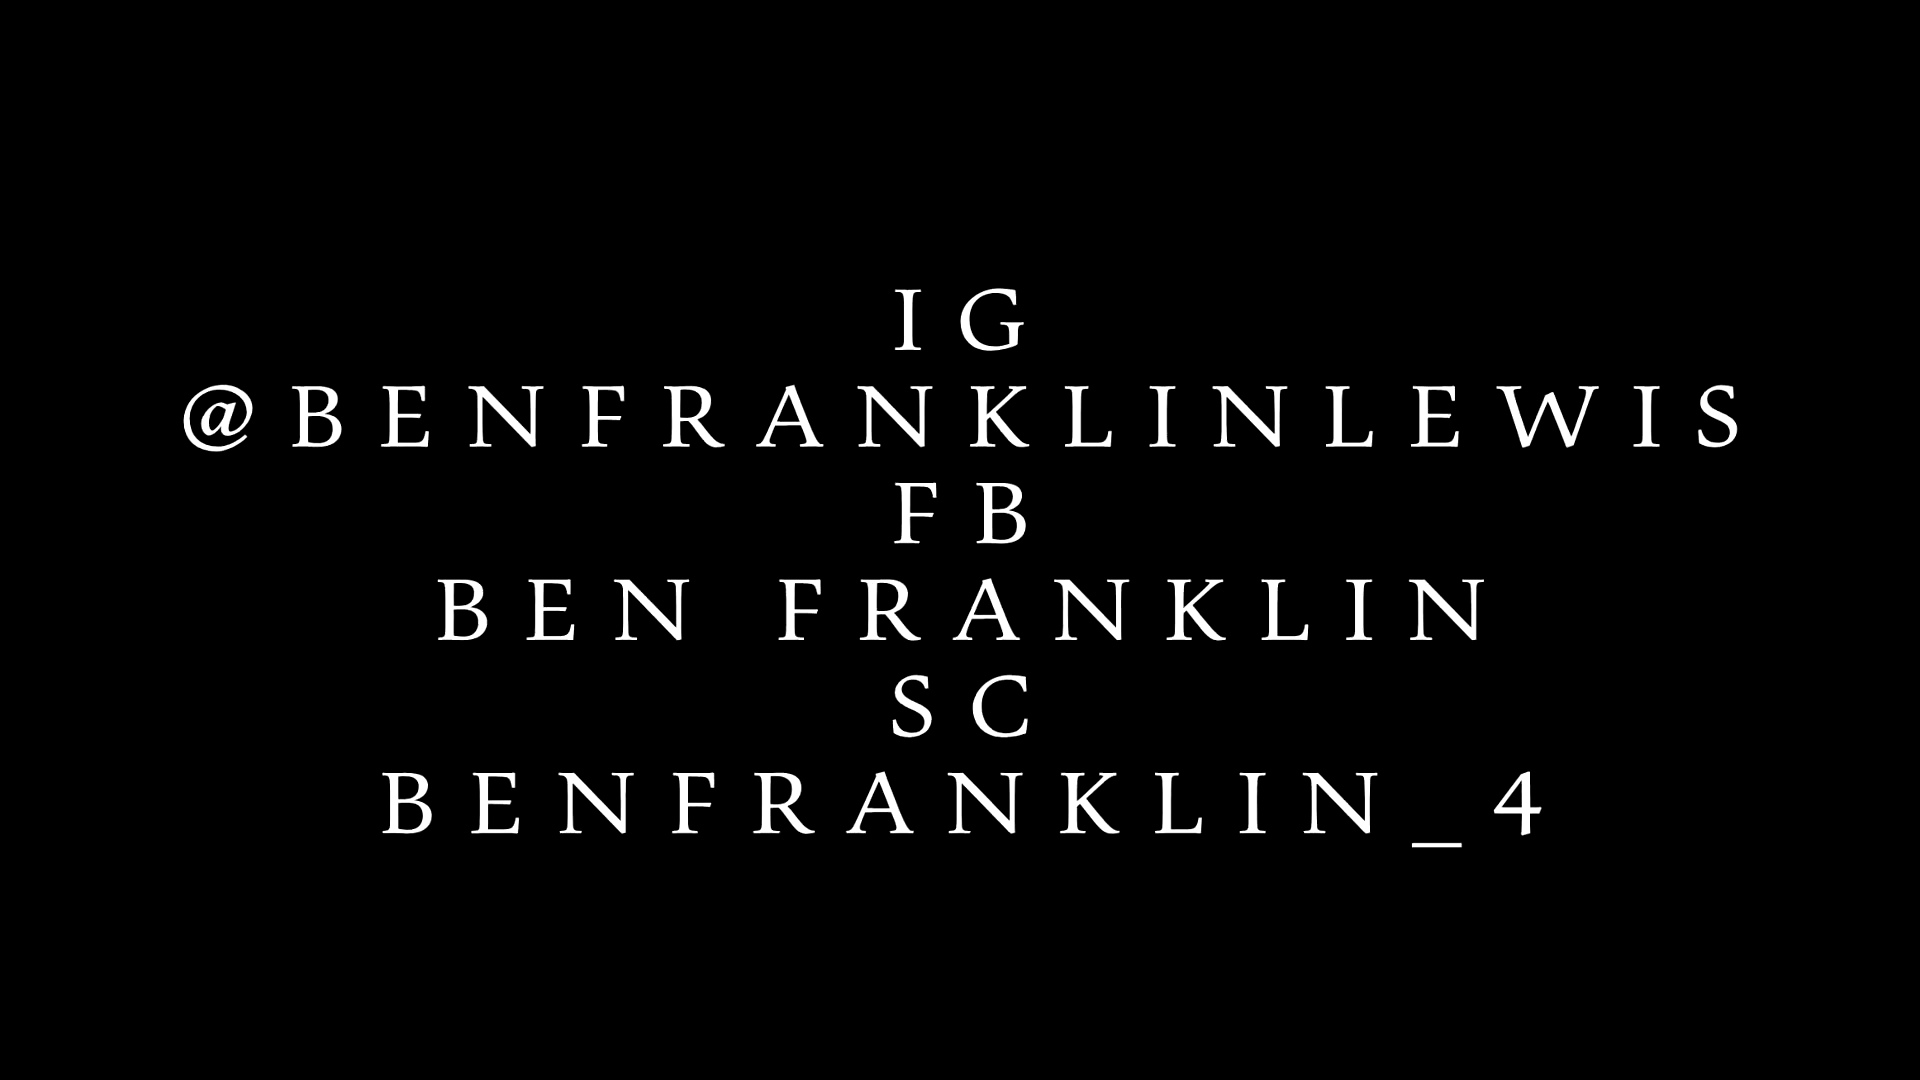 IG
@BENFRANKLINLEWIS
FB
BEN FRANKLIN
SC
BENFRANKLIN_4